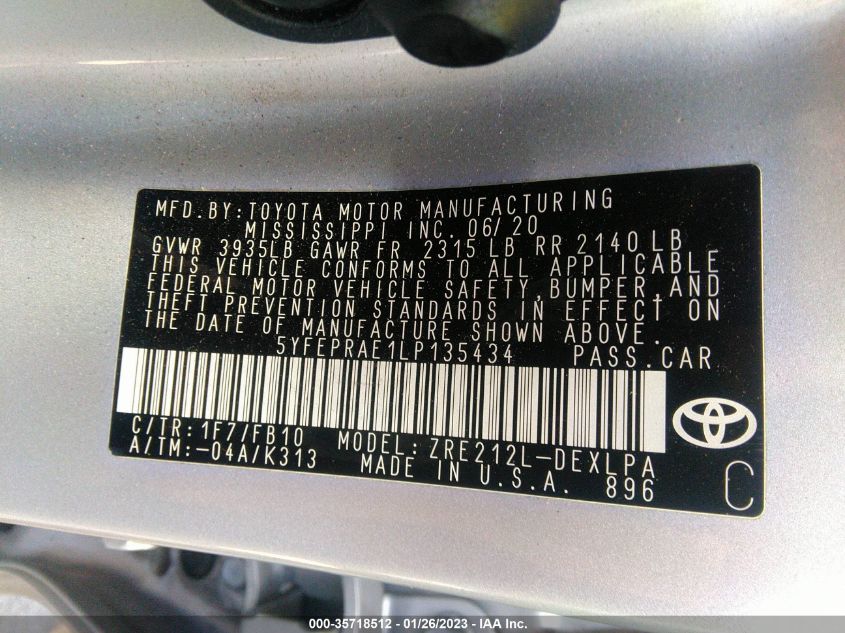 MFD.BY:TOYOTA MOTOR MANUFACTURING
MISSISSIPPI INC. 06/20
GVWR 3935LB GAWR FR 2315 LB RR 2140 LB
THIS VEHICLE CONFORMS TO ALL APPLICABLE
FEDERAL MOTOR VEHICLE SAFETY, BUMPER, AND
THEFT PREVENTION STANDARDS IN EFFECT ON
THE DATE OF MANUFACTURE SHOWN ABOVE.
5YFEPRAE1LP135434 PASS.CAR
C/TR:1F7/FB10 MODEL:ZRE212L-DEXLPA
A/TM:-04A/K313 MADE IN U.S.A. 896
C
000-35718512 - 01/26/2023 - IAA Inc.